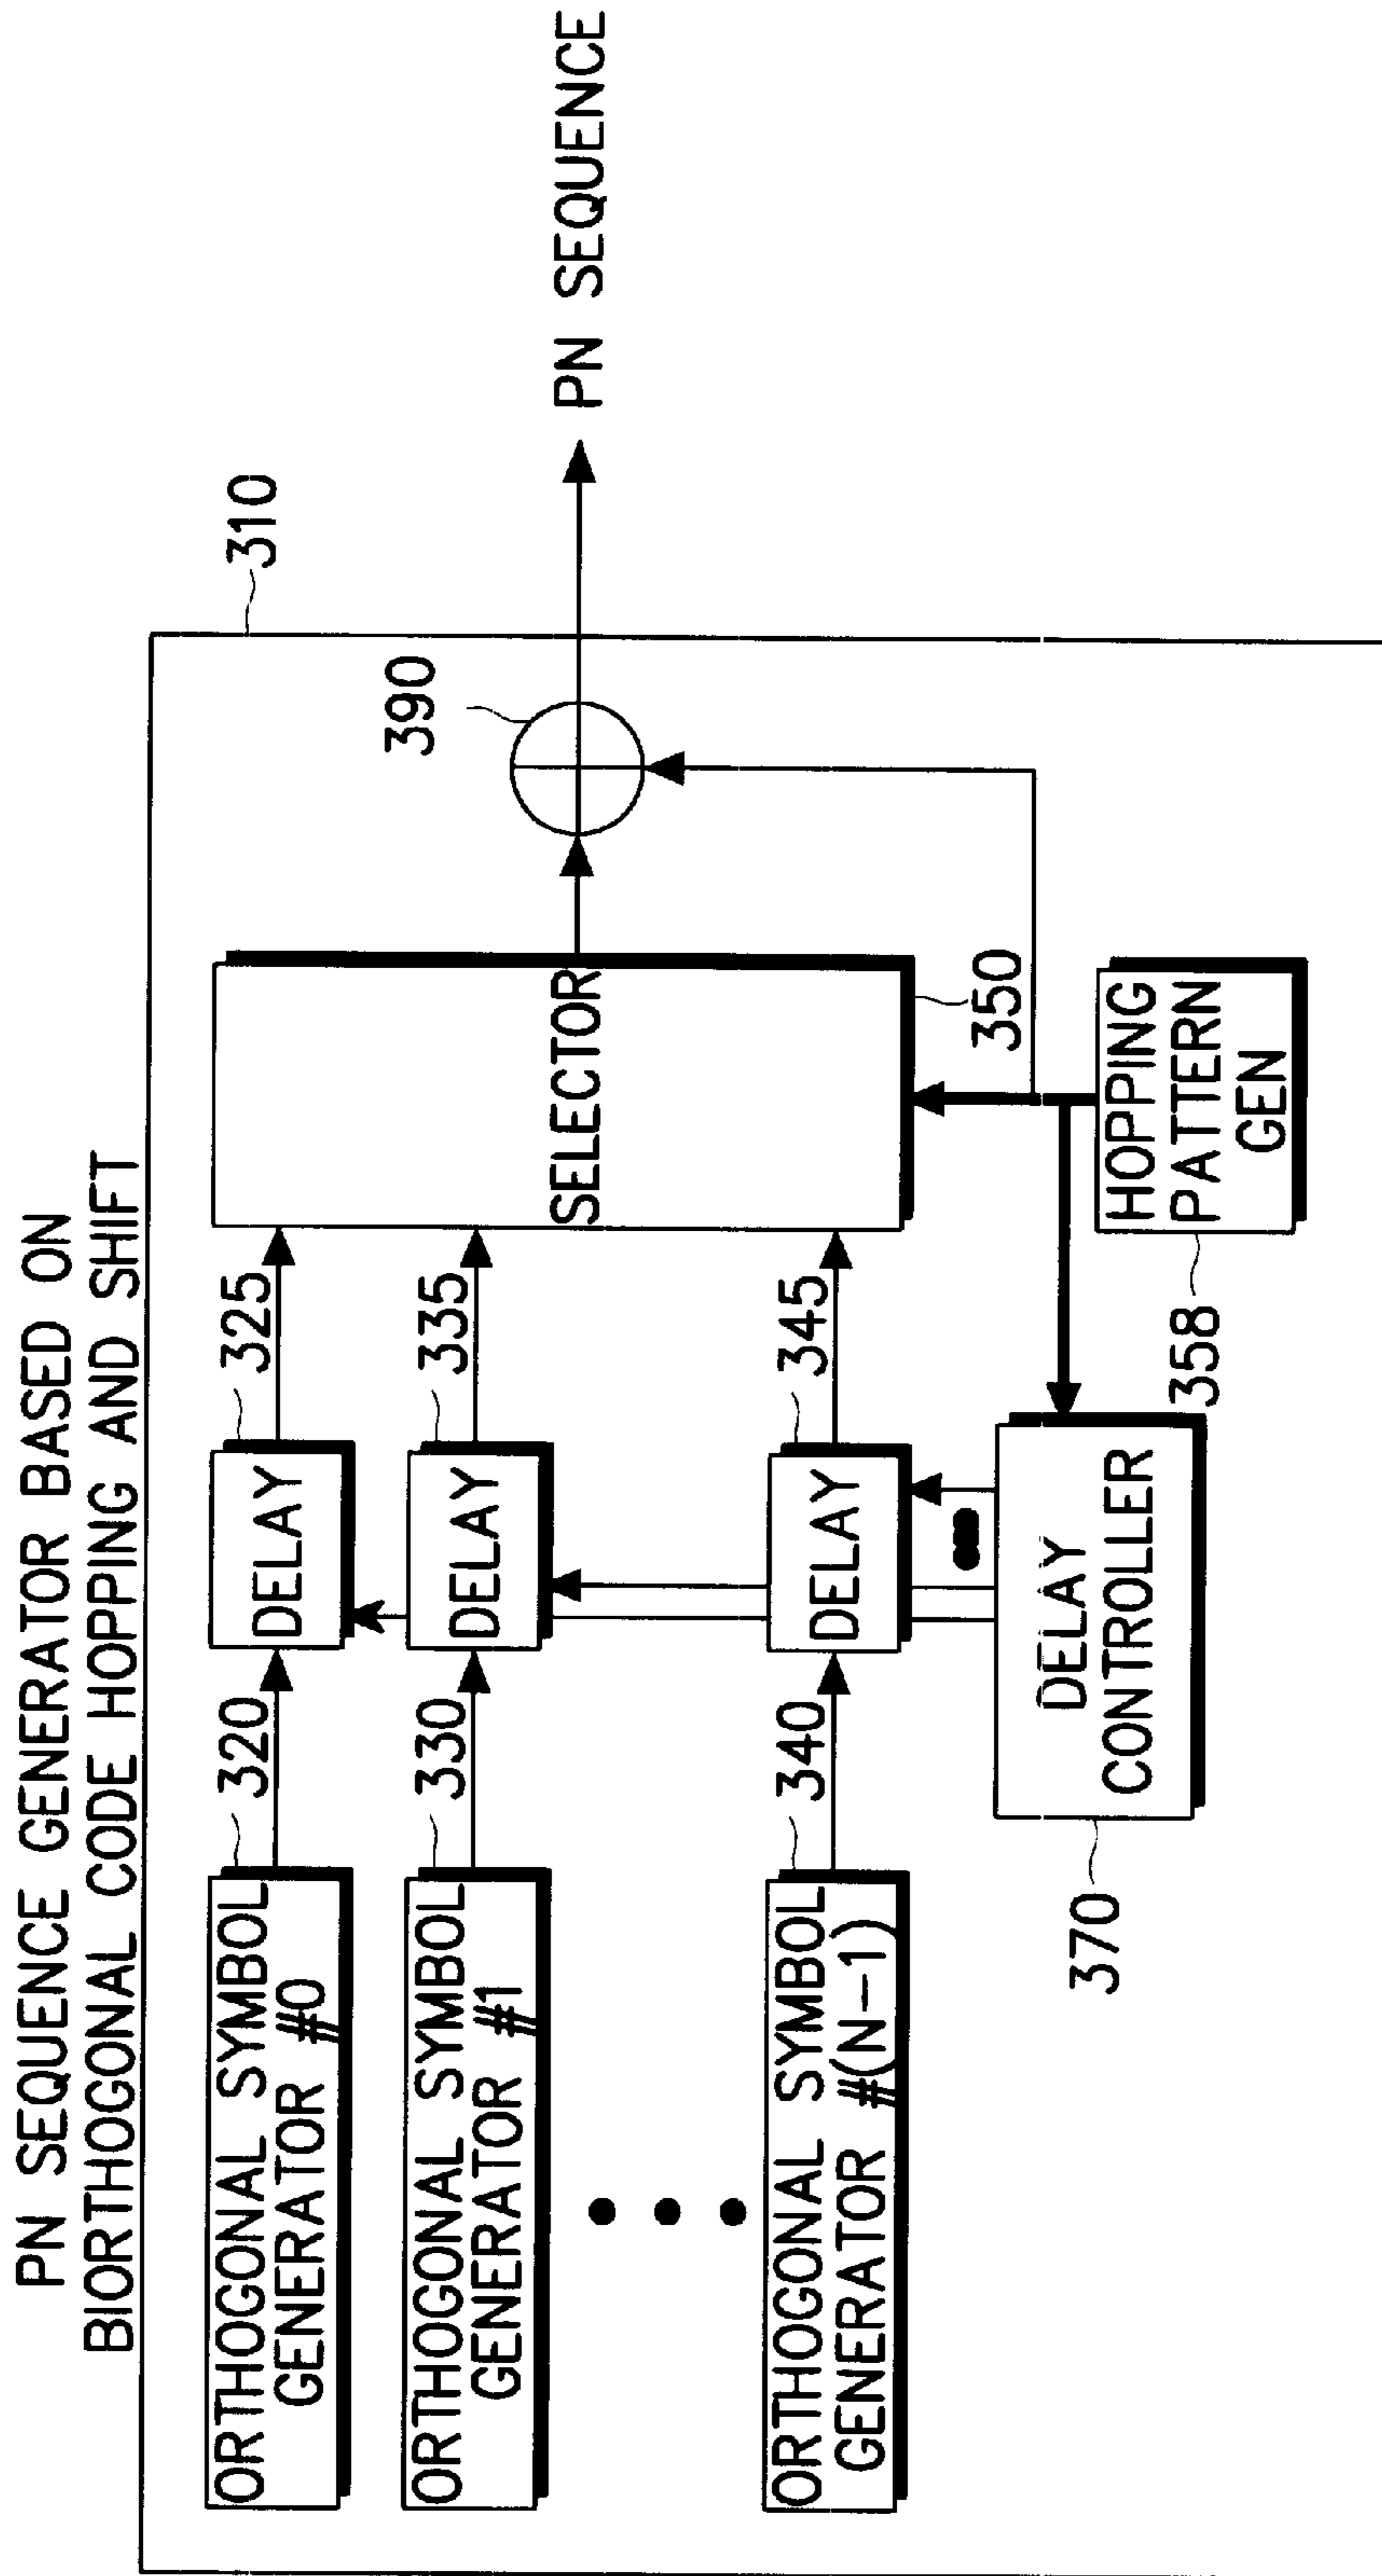 PN SEQUENCE GENERATOR BASED ON
BIORTHOGONAL CODE HOPPING AND SHIFT
310
ORTHOGONAL SYMBOL
GENERATOR #0
320
DELAY
325
ORTHOGONAL SYMBOL
GENERATOR #1
330
DELAY
335
ORTHOGONAL SYMBOL
GENERATOR #(N-1)
340
DELAY
345
SELECTOR
350
390
PN SEQUENCE
DELAY
CONTROLLER
370
HOPPING
PATTERN
GEN
358